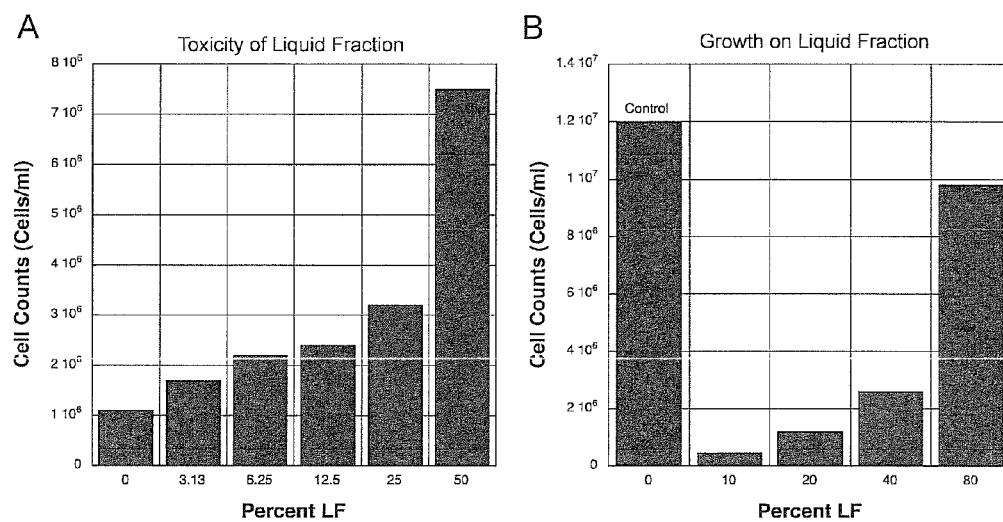 A
Toxicity of Liquid Fraction
Cell Counts (Cells/ml)
8 10⁶
7 10⁶
6 10⁶
5 10⁶
4 10⁶
3 10⁶
2 10⁶
1 10⁶
0
0 3.13 6.25 12.5 25 50
Percent LF
B
Growth on Liquid Fraction
Cell Counts (Cells/ml)
1.4 10⁷
1.2 10⁷
1 10⁷
8 10⁶
6 10⁶
4 10⁶
2 10⁶
0
Control
0 10 20 40 80
Percent LF